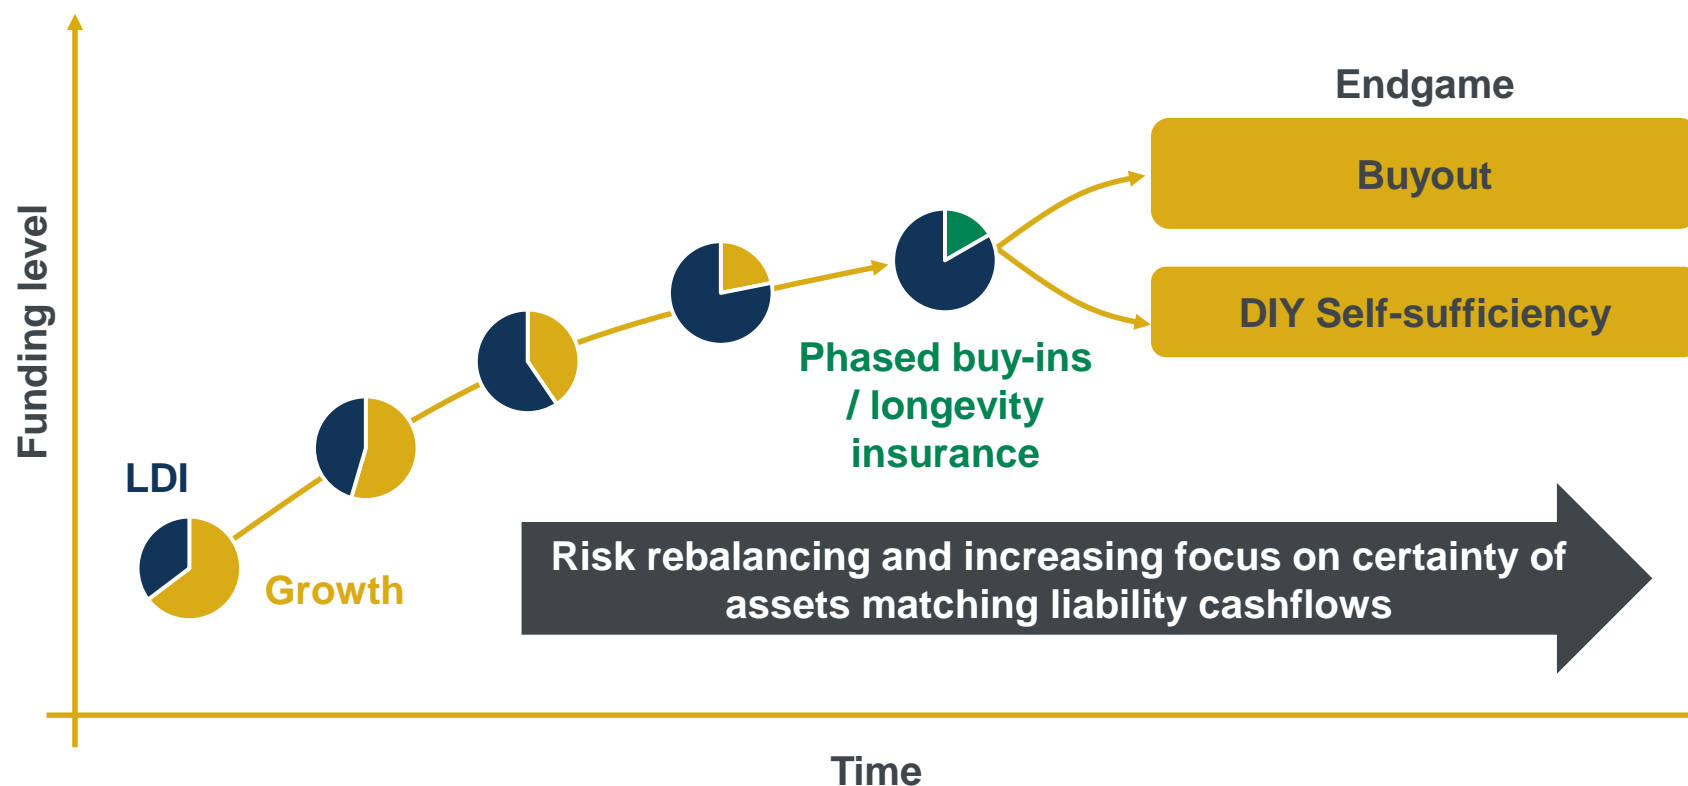 Endgame
Buyout
DIY Self-sufficiency
Funding level
Phased buy-ins
/ longevity
insurance
LDI
Growth
Risk rebalancing and increasing focus on certainty of
assets matching liability cashflows
Time